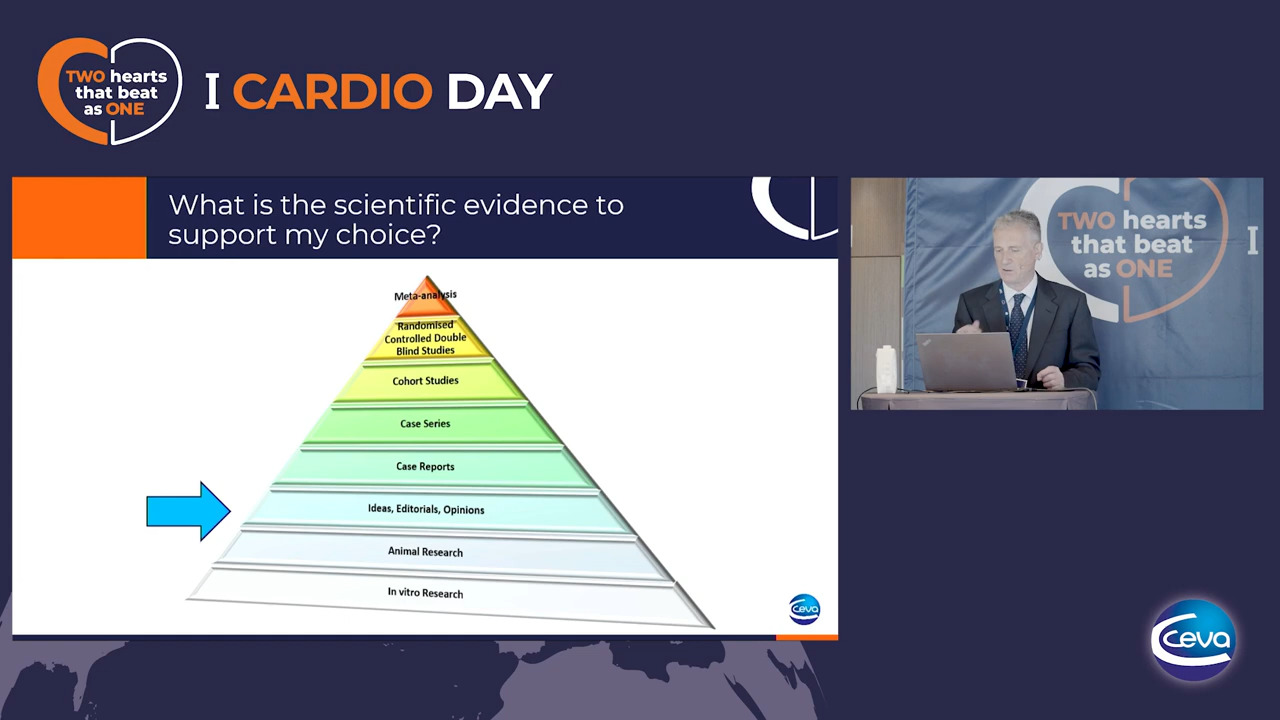 TWO hearts
that beat
as ONE
I CARDIO DAY
What is the scientific evidence to
support my choice?
Meta-analysis
Randomised
Controlled Double
Blind Studies
Cohort Studies
Case Series
Case Reports
Ideas, Editorials, Opinions
Animal Research
In vitro Research
Ceva
TWO hearts
that beat
as ONE
I
Ceva